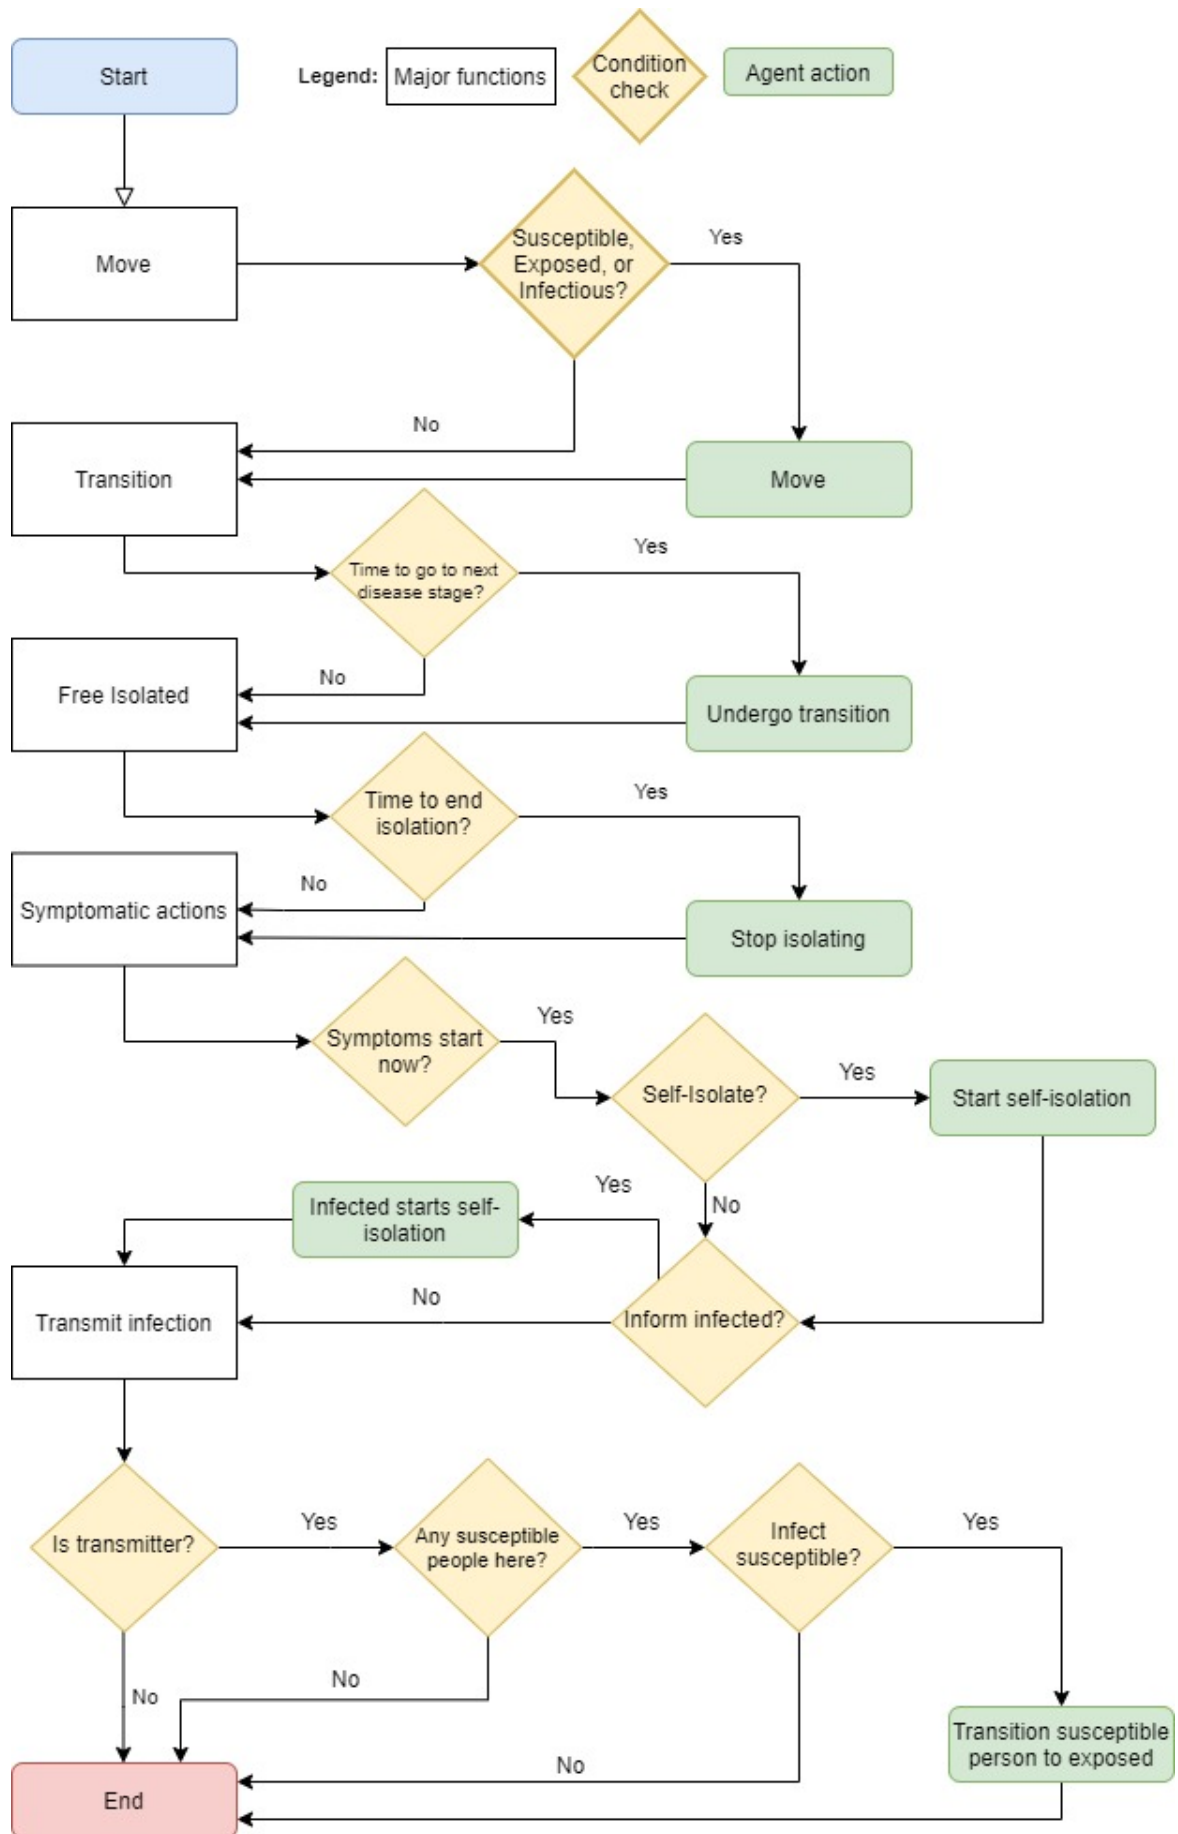 Start
Legend:
Major functions
Condition
check
Agent action
Move
Susceptible,
Exposed, or
Infectious?
Yes
No
Transition
Move
Time to go to next
disease stage?
Yes
No
Free Isolated
Undergo transition
Time to end
isolation?
Yes
No
Symptomatic actions
Stop isolating
Symptoms start
now?
Yes
Self-Isolate?
Yes
Start self-isolation
No
Infected starts self-
isolation
Yes
Transmit infection
No
Inform infected?
Is transmitter?
Yes
Any susceptible
people here?
Yes
Infect
susceptible?
Yes
No
No
No
Transition susceptible
person to exposed
End